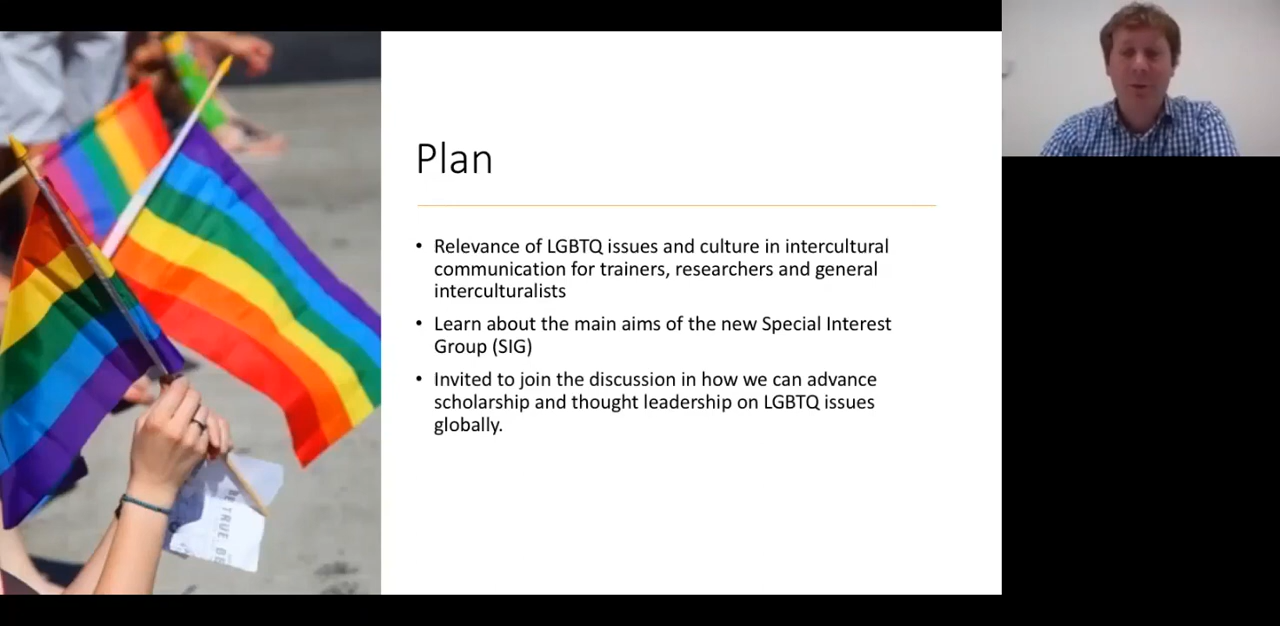 Plan
• Relevance of LGBTQ issues and culture in intercultural
communication for trainers, researchers and general
interculturalists
• Learn about the main aims of the new Special Interest
Group (SIG)
• Invited to join the discussion in how we can advance
scholarship and thought leadership on LGBTQ issues
globally.